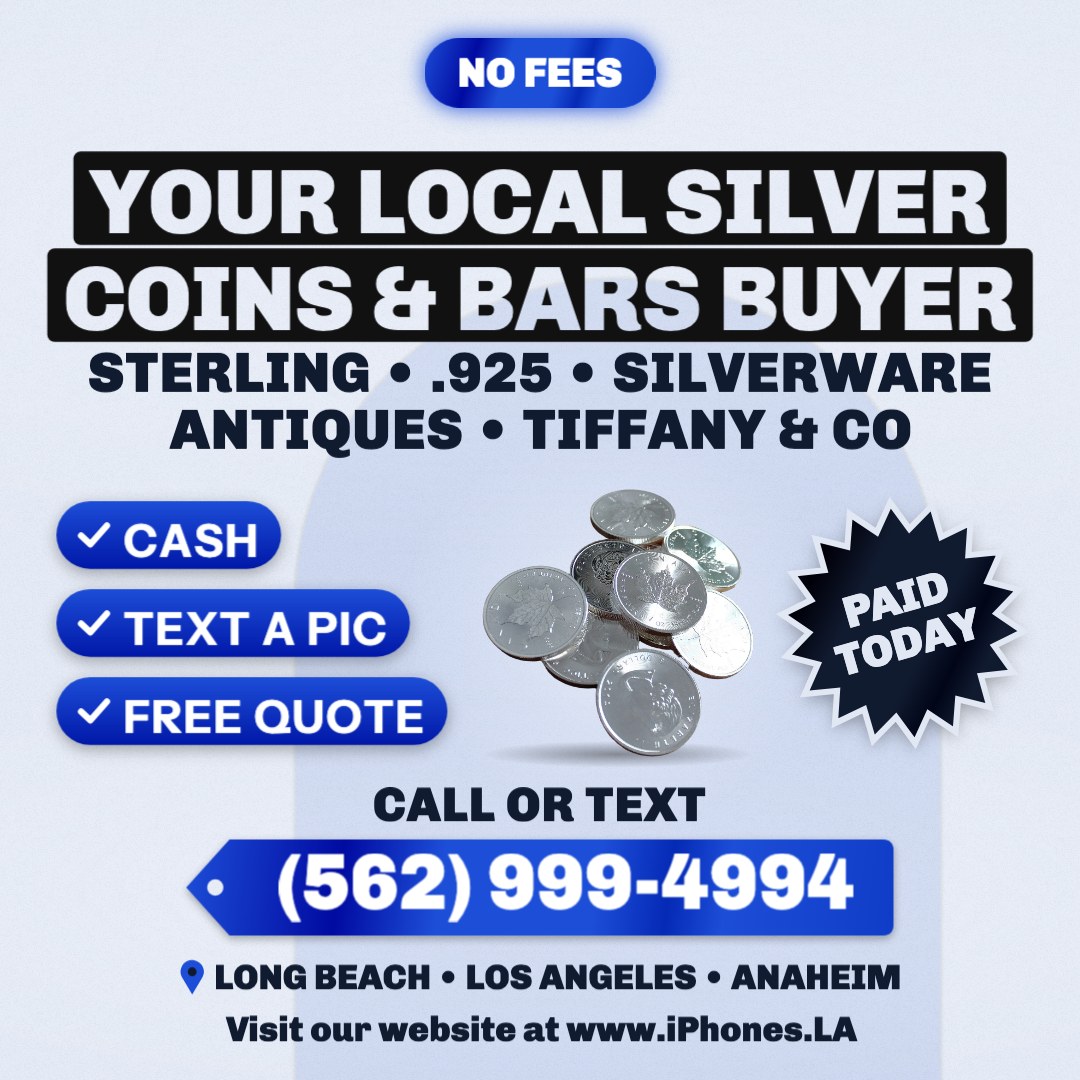 NO FEES
YOUR LOCAL SILVER
COINS & BARS BUYER
STERLING • .925 • SILVERWARE
ANTIQUES • TIFFANY & CO
CASH
TEXT A PIC
FREE QUOTE
PAID
TODAY
CALL OR TEXT
(562) 999-4994
LONG BEACH • LOS ANGELES • ANAHEIM
Visit our website at www.iPhones.LA